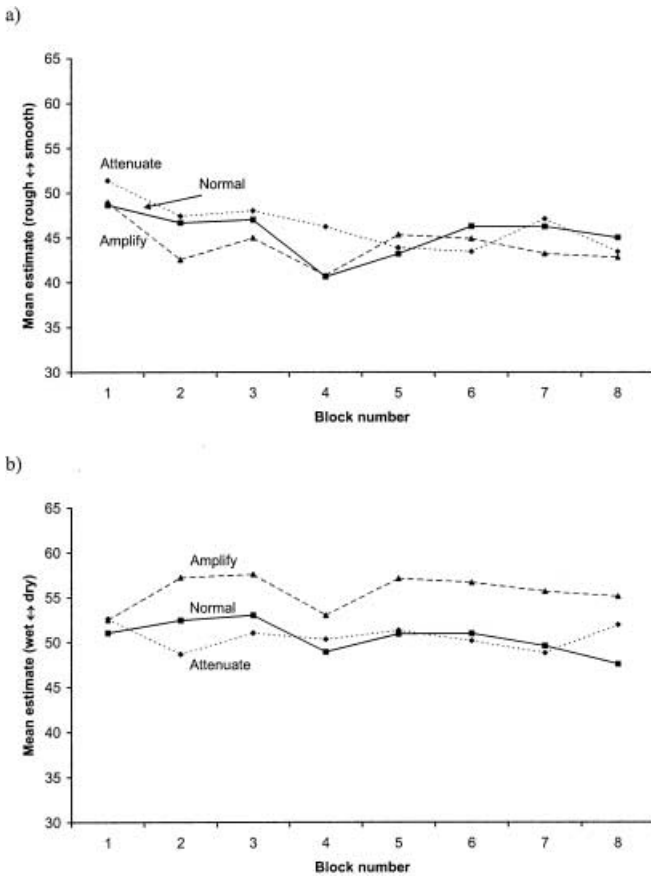 a)
65
60
55
50
45
40
35
30
Mean estimate (rough ↔ smooth)
Attenuate
Normal
Amplify
1 2 3 4 5 6 7 8
Block number
b)
65
60
55
50
45
40
35
30
Mean estimate (wet ↔ dry)
Amplify
Normal
Attenuate
1 2 3 4 5 6 7 8
Block number